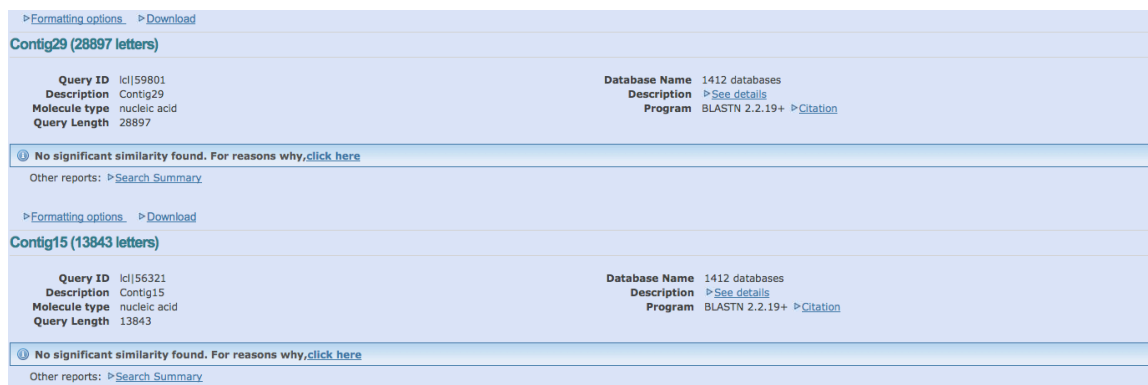 Formatting options Download
Contig29 (28897 letters)
Query ID lcl|59801 Database Name 1412 databases
Description Contig29 Description See details
Molecule type nucleic acid Program BLASTN 2.2.19+ Citation
Query Length 28897
No significant similarity found. For reasons why,click here
Other reports: Search Summary
Formatting options Download
Contig15 (13843 letters)
Query ID lcl|56321 Database Name 1412 databases
Description Contig15 Description See details
Molecule type nucleic acid Program BLASTN 2.2.19+ Citation
Query Length 13843
No significant similarity found. For reasons why,click here
Other reports: Search Summary